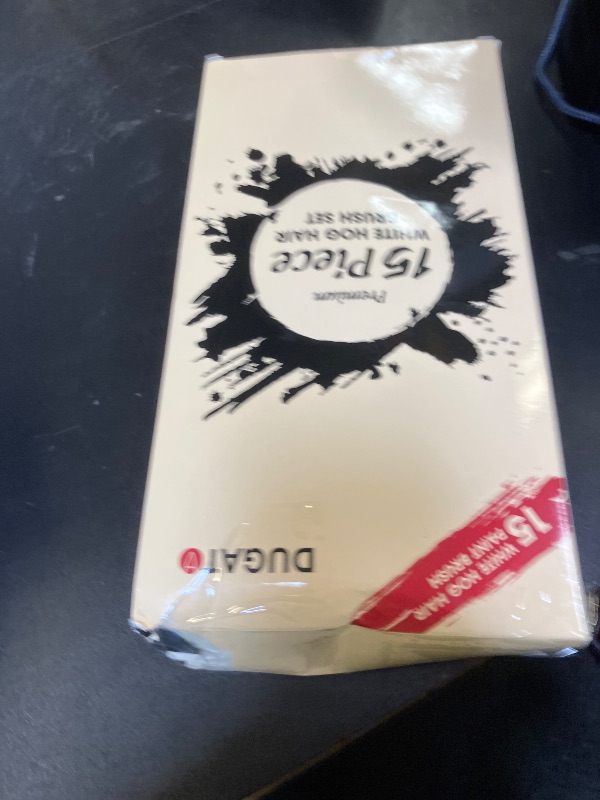 15 WHITE HOG HAIR
PAINT BRUSH
DUGATO
Premium
15 Piece
WHITE HOG HAIR
BRUSH SET